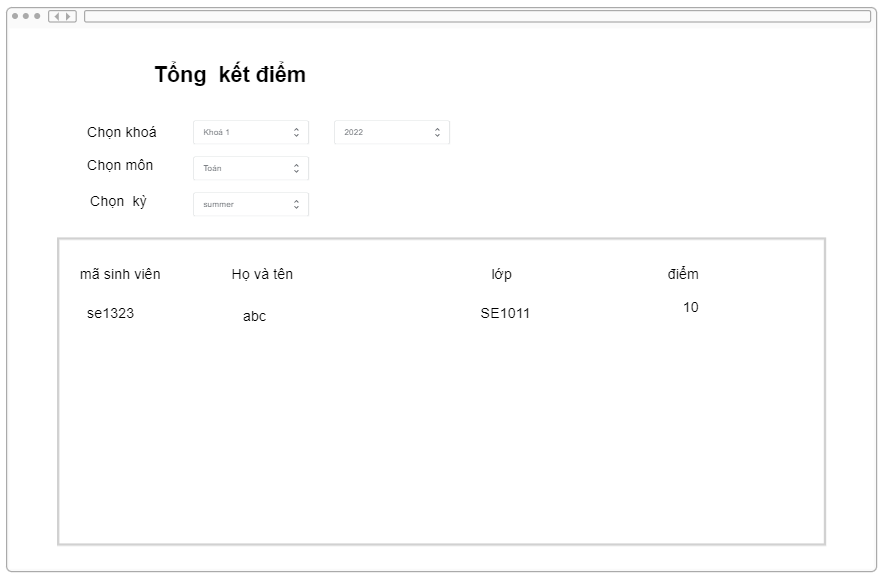 Tổng kết điểm
Chọn khoá Khoá 1 2022
Chọn môn Toán
Chọn kỳ summer
mã sinh viên Họ và tên lớp điểm
se1323 abc SE1011 10